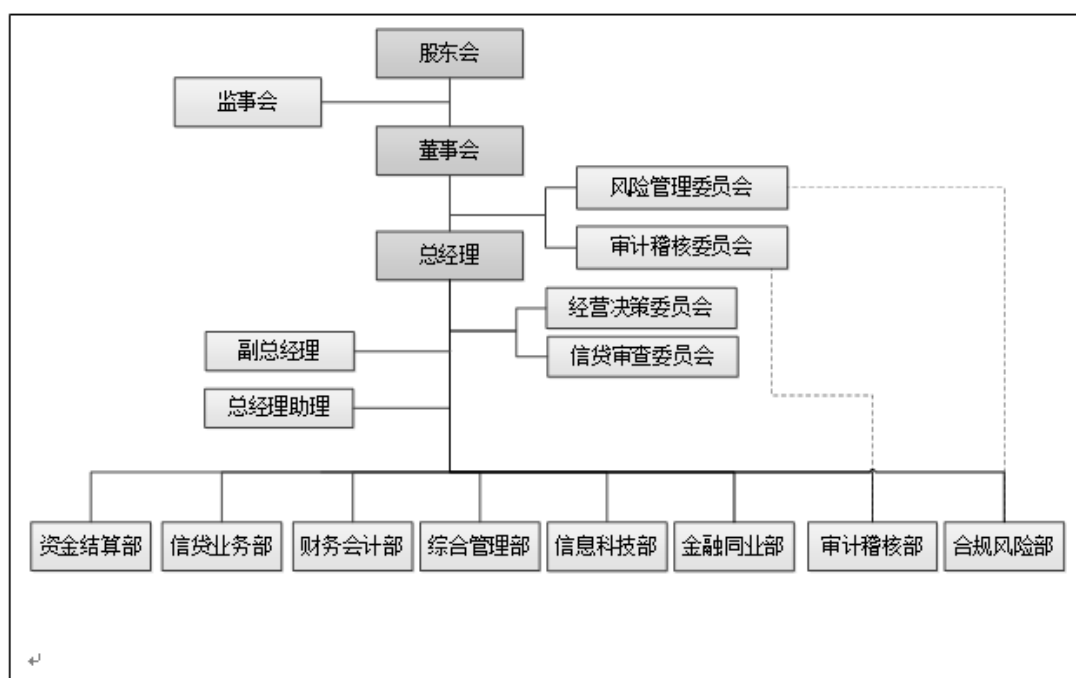 股东会
监事会
董事会
风险管理委员会
总经理
审计稽核委员会
经营决策委员会
副总经理
信贷审查委员会
总经理助理
资金结算部
信贷业务部
财务会计部
综合管理部
信息科技部
金融同业部
审计稽核部
合规风险部